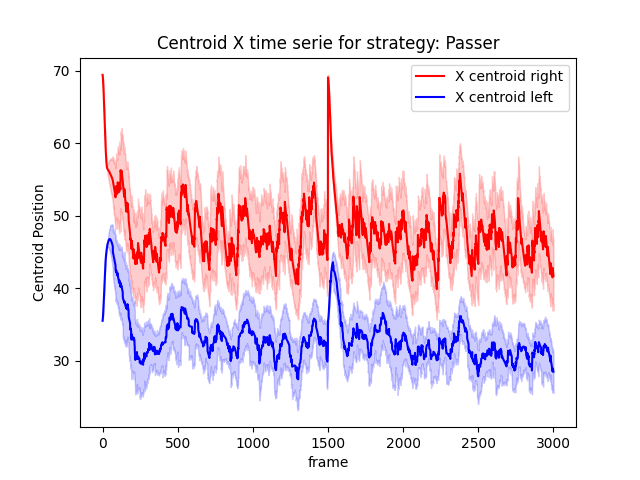 Centroid X time serie for strategy: Passer
X centroid right
X centroid left
70
60
50
40
30
Centroid Position
0 500 1000 1500 2000 2500 3000
frame